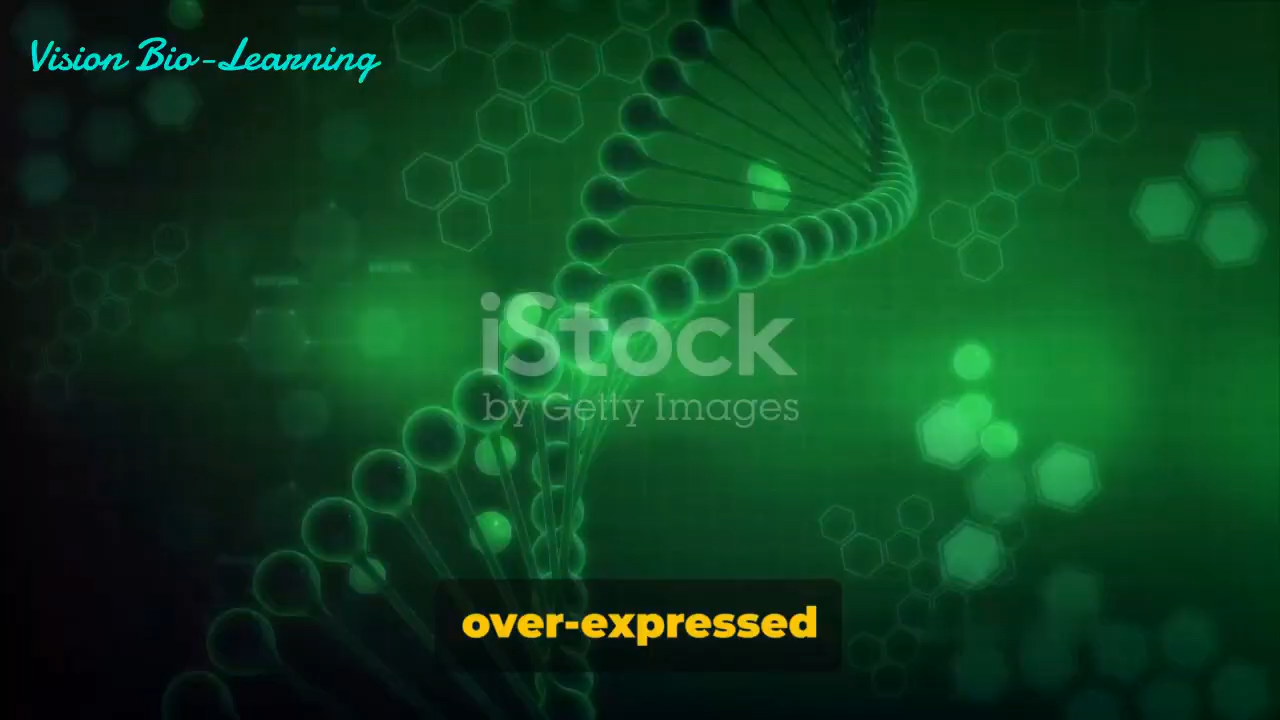 Vision Bio-Learning
iStock
by Getty Images
over-expressed